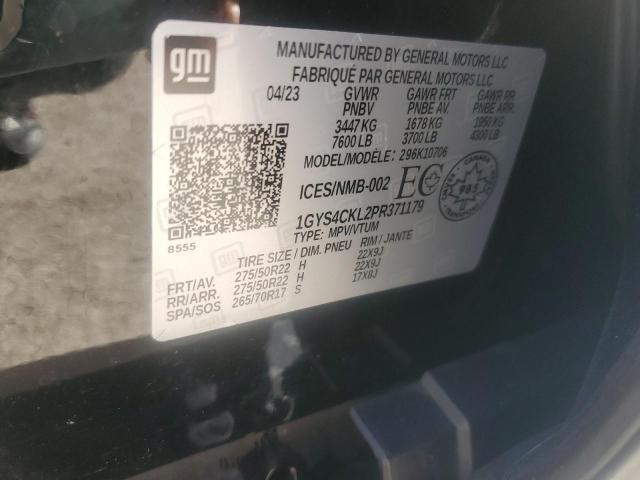 gm
MANUFACTURED BY GENERAL MOTORS LLC
FABRIQUÉ PAR GENERAL MOTORS LLC
04/23 GVWR GAWR FRT GAWR RR
PNBV PNBE AV. PNBE ARR.
3447 KG 1678 KG 1950 KG
7600 LB 3700 LB 4300 LB
MODEL/MODÈLE: 296K10706
ICES/NMB-002 EC 985
1GYS4CKL2PR371179
8555 TYPE: MPV/VTUM
TIRE SIZE / DIM. PNEU RIM / JANTE
FRT/AV. 275/50R22 H 22X9J
RR/ARR. 275/50R22 H 22X9J
SPA/SOS 265/70R17 S 17X8J